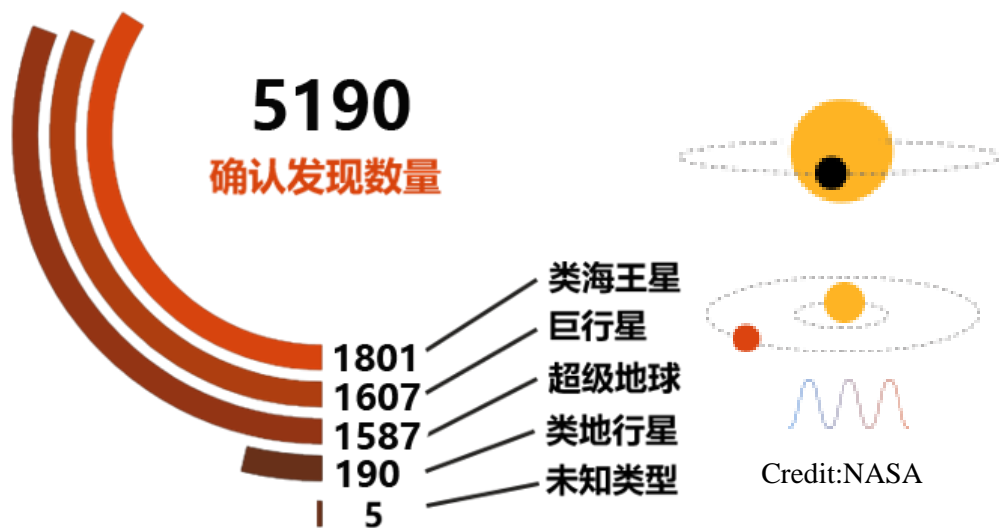 5190
确认发现数量
1801 类海王星
1607 巨行星
1587 超级地球
190 类地行星
5 未知类型
Credit:NASA